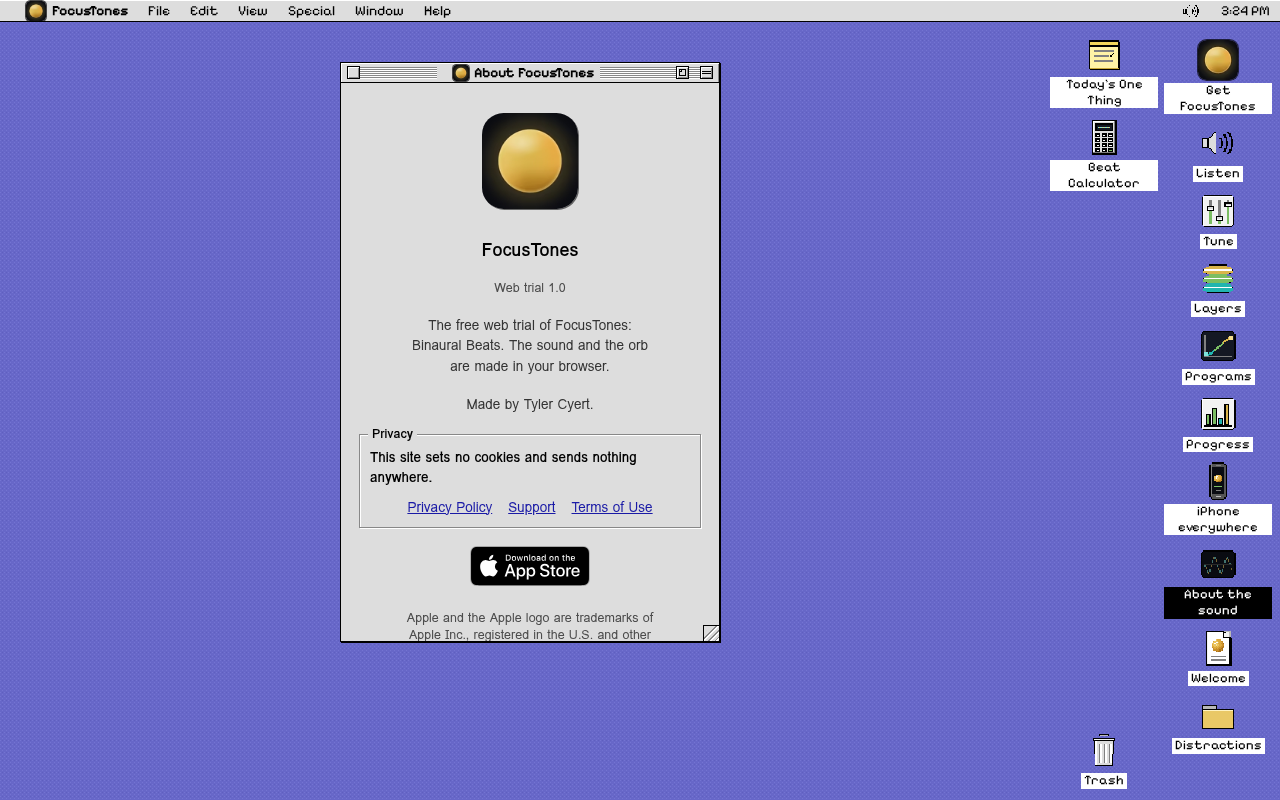 FocusTones File Edit View Special Window Help 3:24 PM
About FocusTones
FocusTones
Web trial 1.0
The free web trial of FocusTones:
Binaural Beats. The sound and the orb
are made in your browser.
Made by Tyler Cyert.
Privacy
This site sets no cookies and sends nothing
anywhere.
Privacy Policy Support Terms of Use
Download on the
App Store
Apple and the Apple logo are trademarks of
Apple Inc., registered in the U.S. and other
Today's One
Thing
Beat
Calculator
Trash
Get
FocusTones
Listen
Tune
Layers
Programs
Progress
iPhone
everywhere
About the
sound
Welcome
Distractions